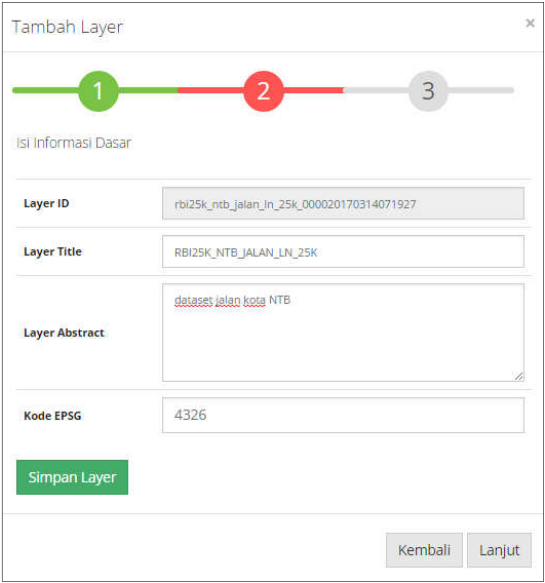 Tambah Layer ×
1 2 3
Isi Informasi Dasar
Layer ID rbi25k_ntb_jalan_ln_25k_000020170314071927
Layer Title RBI25K_NTB_JALAN_LN_25K
Layer Abstract dataset jalan kota NTB
Kode EPSG 4326
Simpan Layer
Kembali Lanjut